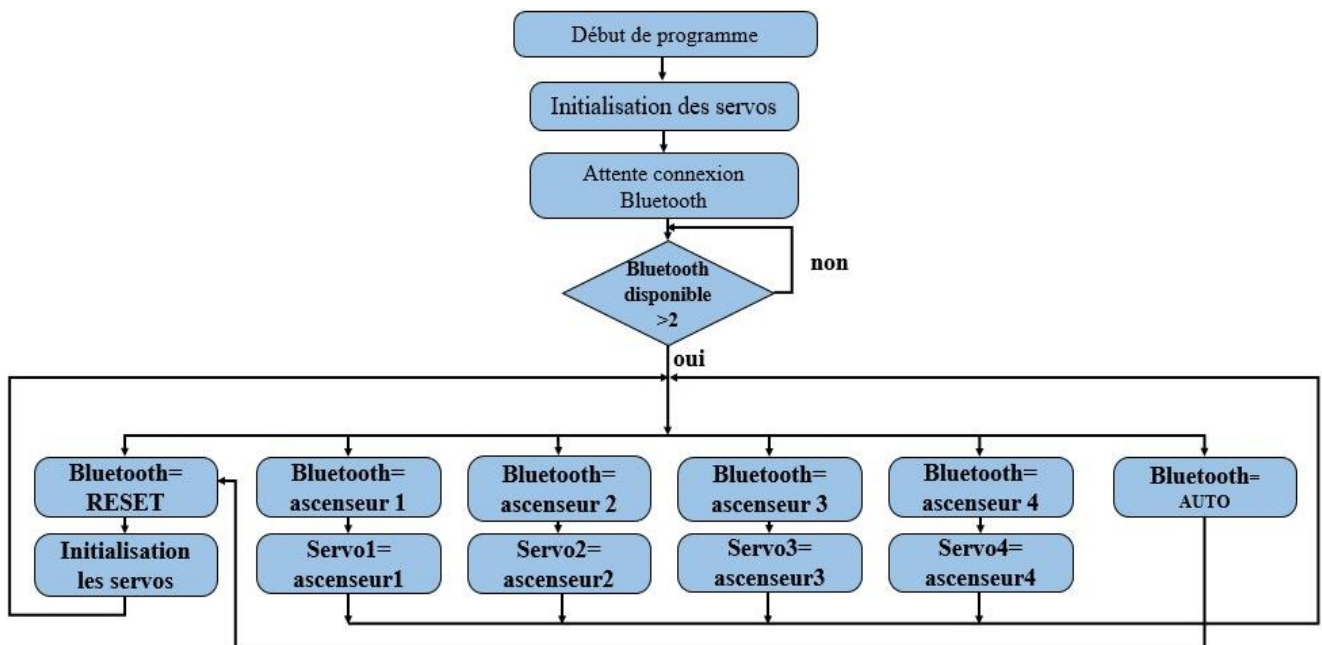 Début de programme
Initialisation des servos
Attente connexion
Bluetooth
Bluetooth
disponible
>2
non
oui
Bluetooth=
RESET
Bluetooth=
ascenseur 1
Bluetooth=
ascenseur 2
Bluetooth=
ascenseur 3
Bluetooth=
ascenseur 4
Bluetooth=
AUTO
Initialisation
les servos
Servo1=
ascenseur1
Servo2=
ascenseur2
Servo3=
ascenseur3
Servo4=
ascenseur4